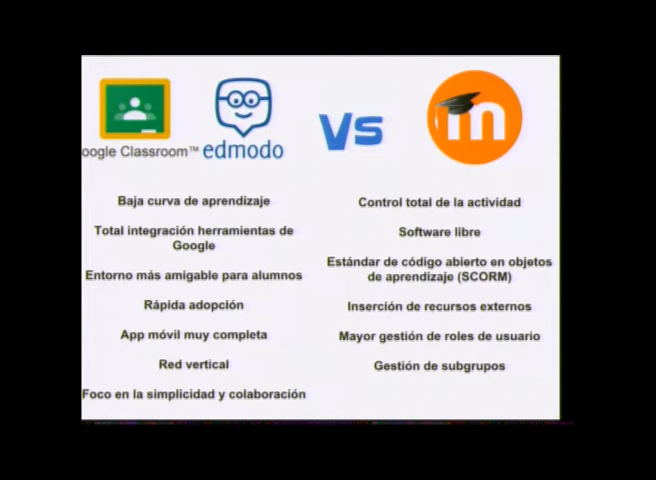 oogle Classroom™ edmodo
Vs
m
Baja curva de aprendizaje
Total integración herramientas de
Google
Entorno más amigable para alumnos
Rápida adopción
App móvil muy completa
Red vertical
Foco en la simplicidad y colaboración
Control total de la actividad
Software libre
Estándar de código abierto en objetos
de aprendizaje (SCORM)
Inserción de recursos externos
Mayor gestión de roles de usuario
Gestión de subgrupos